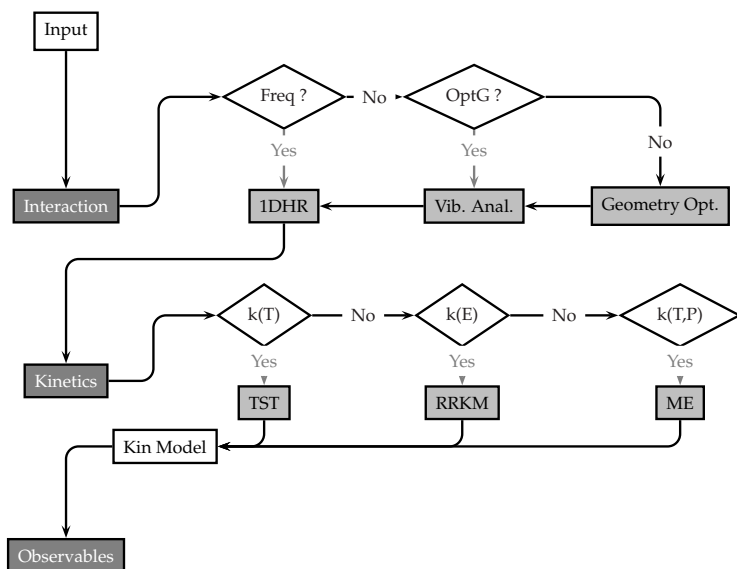 Input
Freq ?
No
OptG ?
No
Yes
Yes
Interaction
1DHR
Vib. Anal.
Geometry Opt.
k(T)
No
k(E)
No
k(T,P)
Yes
Yes
Yes
Kinetics
TST
RRKM
ME
Kin Model
Observables